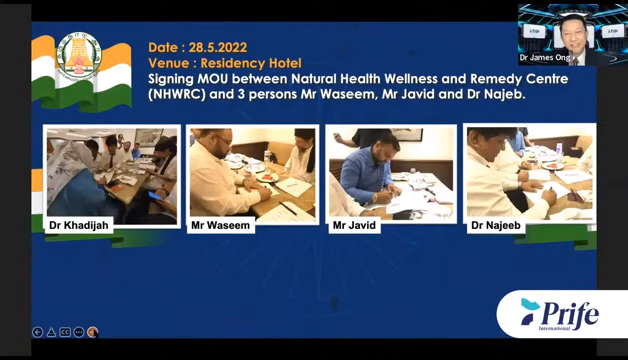 Date : 28.5.2022
Venue : Residency Hotel
Signing MOU between Natural Health Wellness and Remedy Centre
(NHWRC) and 3 persons Mr Waseem, Mr Javid and Dr Najeb.
Dr James Ong
Dr Khadijah
Mr Waseem
Mr Javid
Dr Najeeb
Prife
International